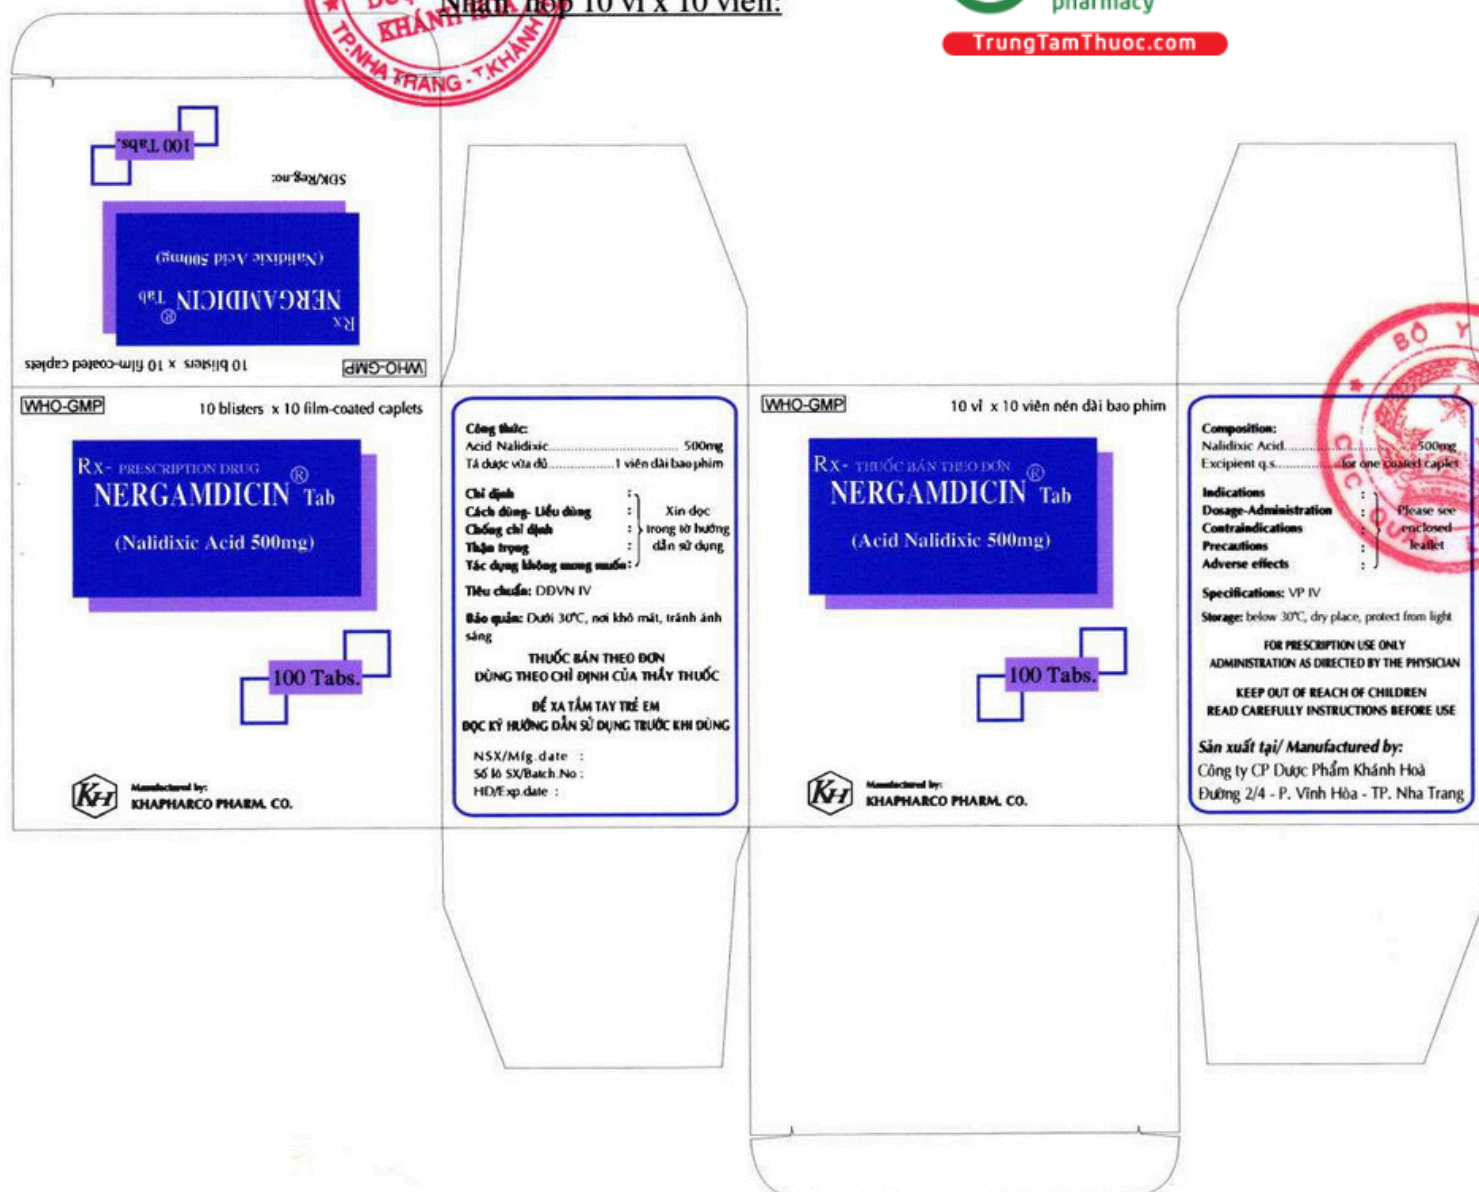 Nhãn hộp 10 vỉ x 10 viên:
KHÁNH HÒA
TP.NHA TRANG - T.KHÁNH
pharmacy
TrungTamThuoc.com
100 Tabs.
SĐK/Reg.no:
(Nalidixic Acid 500mg)
NERGAMDICIN ® Tab
Rx
10 blisters x 10 film-coated caplets
WHO-GMP
WHO-GMP
10 blisters x 10 film-coated caplets
Rx- PRESCRIPTION DRUG
NERGAMDICIN ® Tab
(Nalidixic Acid 500mg)
100 Tabs.
KH
Manufactured by:
KHAPHARCO PHARM. CO.
Công thức:
Acid Nalidixic.......................... 500mg
Tá dược vừa đủ..............1 viên dài bao phim
Chỉ định :
Cách dùng- Liều dùng : Xin đọc
Chống chỉ định : trong tờ hướng
Thận trọng : dẫn sử dụng
Tác dụng không mong muốn:
Tiêu chuẩn: DDVN IV
Bảo quản: Dưới 30°C, nơi khô mát, tránh ánh
sáng
THUỐC BÁN THEO ĐƠN
DÙNG THEO CHỈ ĐỊNH CỦA THẦY THUỐC
ĐỂ XA TẦM TAY TRẺ EM
ĐỌC KỸ HƯỚNG DẪN SỬ DỤNG TRƯỚC KHI DÙNG
NSX/Mfg.date :
Số lô SX/Batch.No :
HD/Exp.date :
WHO-GMP
10 vỉ x 10 viên nén dài bao phim
Rx- THUỐC BÁN THEO ĐƠN
NERGAMDICIN ® Tab
(Acid Nalidixic 500mg)
100 Tabs.
KH
Manufactured by:
KHAPHARCO PHARM. CO.
BỘ Y
CỤC
QUẢN
Composition:
Nalidixic Acid.......................... 500mg
Excipient q.s..............for one coated caplet
Indications :
Dosage-Administration : Please see
Contraindications : enclosed
Precautions : leaflet
Adverse effects :
Specifications: VP IV
Storage: below 30°C, dry place, protect from light
FOR PRESCRIPTION USE ONLY
ADMINISTRATION AS DIRECTED BY THE PHYSICIAN
KEEP OUT OF REACH OF CHILDREN
READ CAREFULLY INSTRUCTIONS BEFORE USE
Sản xuất tại/ Manufactured by:
Công ty CP Dược Phẩm Khánh Hoà
Đường 2/4 - P. Vĩnh Hòa - TP. Nha Trang